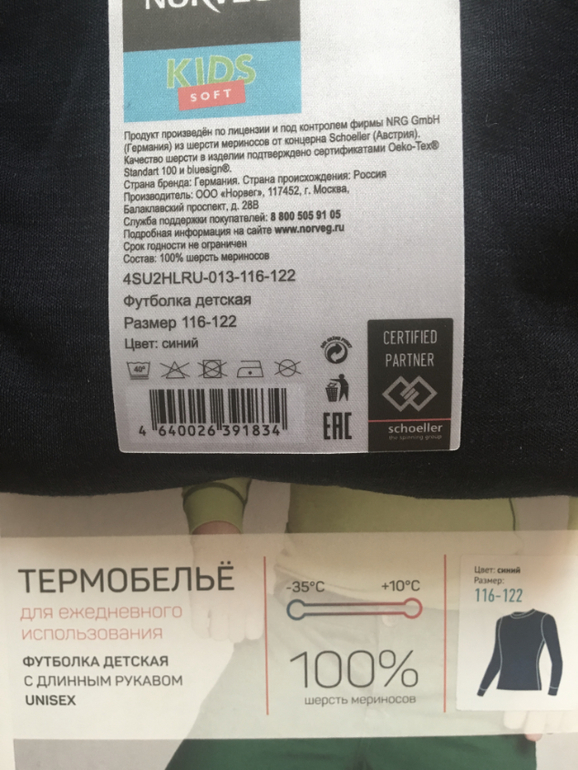 NORVEG
KIDS
SOFT
Продукт произведён по лицензии и под контролем фирмы NRG GmbH
(Германия) из шерсти мериносов от концерна Schoeller (Австрия).
Качество шерсти в изделии подтверждено сертификатами Oeko-Tex®
Standart 100 и bluesign®.
Страна бренда: Германия. Страна происхождения: Россия
Производитель: ООО «Норвег», 117452, г. Москва,
Балаклавский проспект, д. 28В
Служба поддержки покупателей: 8 800 505 91 05
Подробная информация на сайте www.norveg.ru
Срок годности не ограничен
Состав: 100% шерсть мериносов
4SU2HLRU-013-116-122
Футболка детская
Размер 116-122
Цвет: синий
40°
4 640026 391834
EAC
CERTIFIED
PARTNER
schoeller
the spinning group
ТЕРМОБЕЛЬЁ
для ежедневного
использования
ФУТБОЛКА ДЕТСКАЯ
С ДЛИННЫМ РУКАВОМ
UNISEX
-35°C +10°C
100%
шерсть мериносов
Цвет: синий
Размер:
116-122